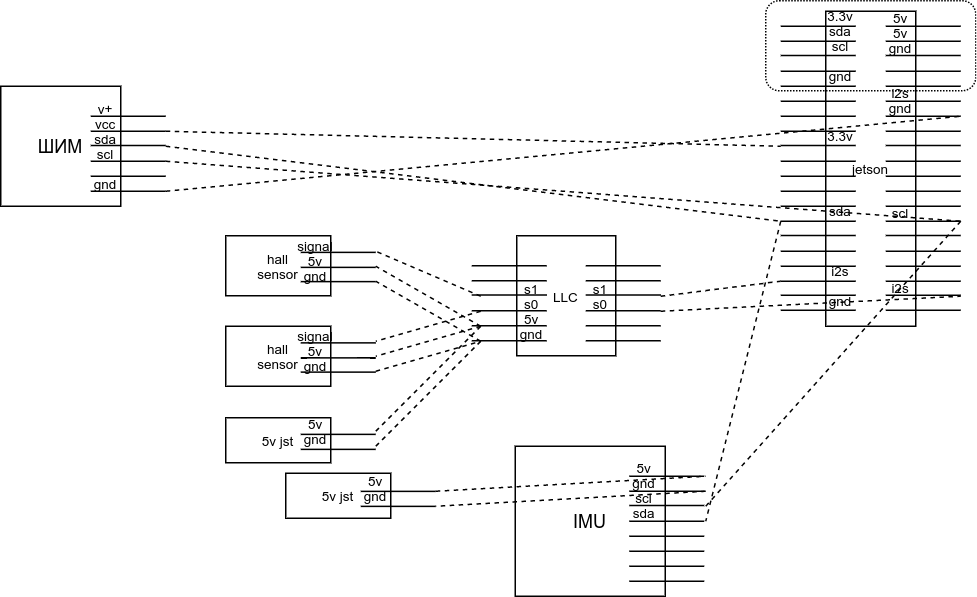 ШИМ
v+
vcc
sda
scl
gnd
3.3v
sda
scl
gnd
3.3v
sda
i2s
gnd
jetson
5v
5v
gnd
i2s
gnd
scl
i2s
hall
sensor
signal
5v
gnd
hall
sensor
signal
5v
gnd
s1
s0
5v
gnd
LLC
s1
s0
5v jst
5v
gnd
5v jst
5v
gnd
IMU
5v
gnd
scl
sda